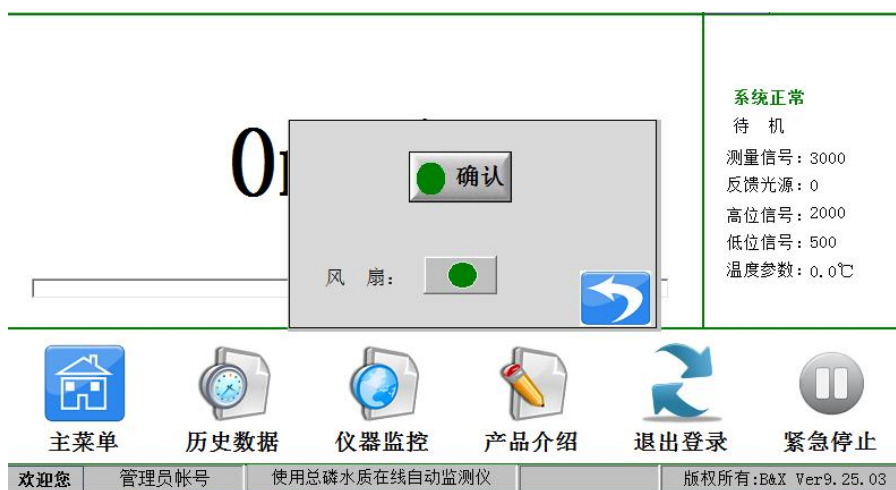 系统正常
待 机
测量信号：3000
反馈光源：0
高位信号：2000
低位信号：500
温度参数：0.0℃
确认
风 扇：
主菜单
历史数据
仪器监控
产品介绍
退出登录
紧急停止
欢迎您 管理员帐号 使用总磷水质在线自动监测仪 版权所有:B&X Ver9.25.03